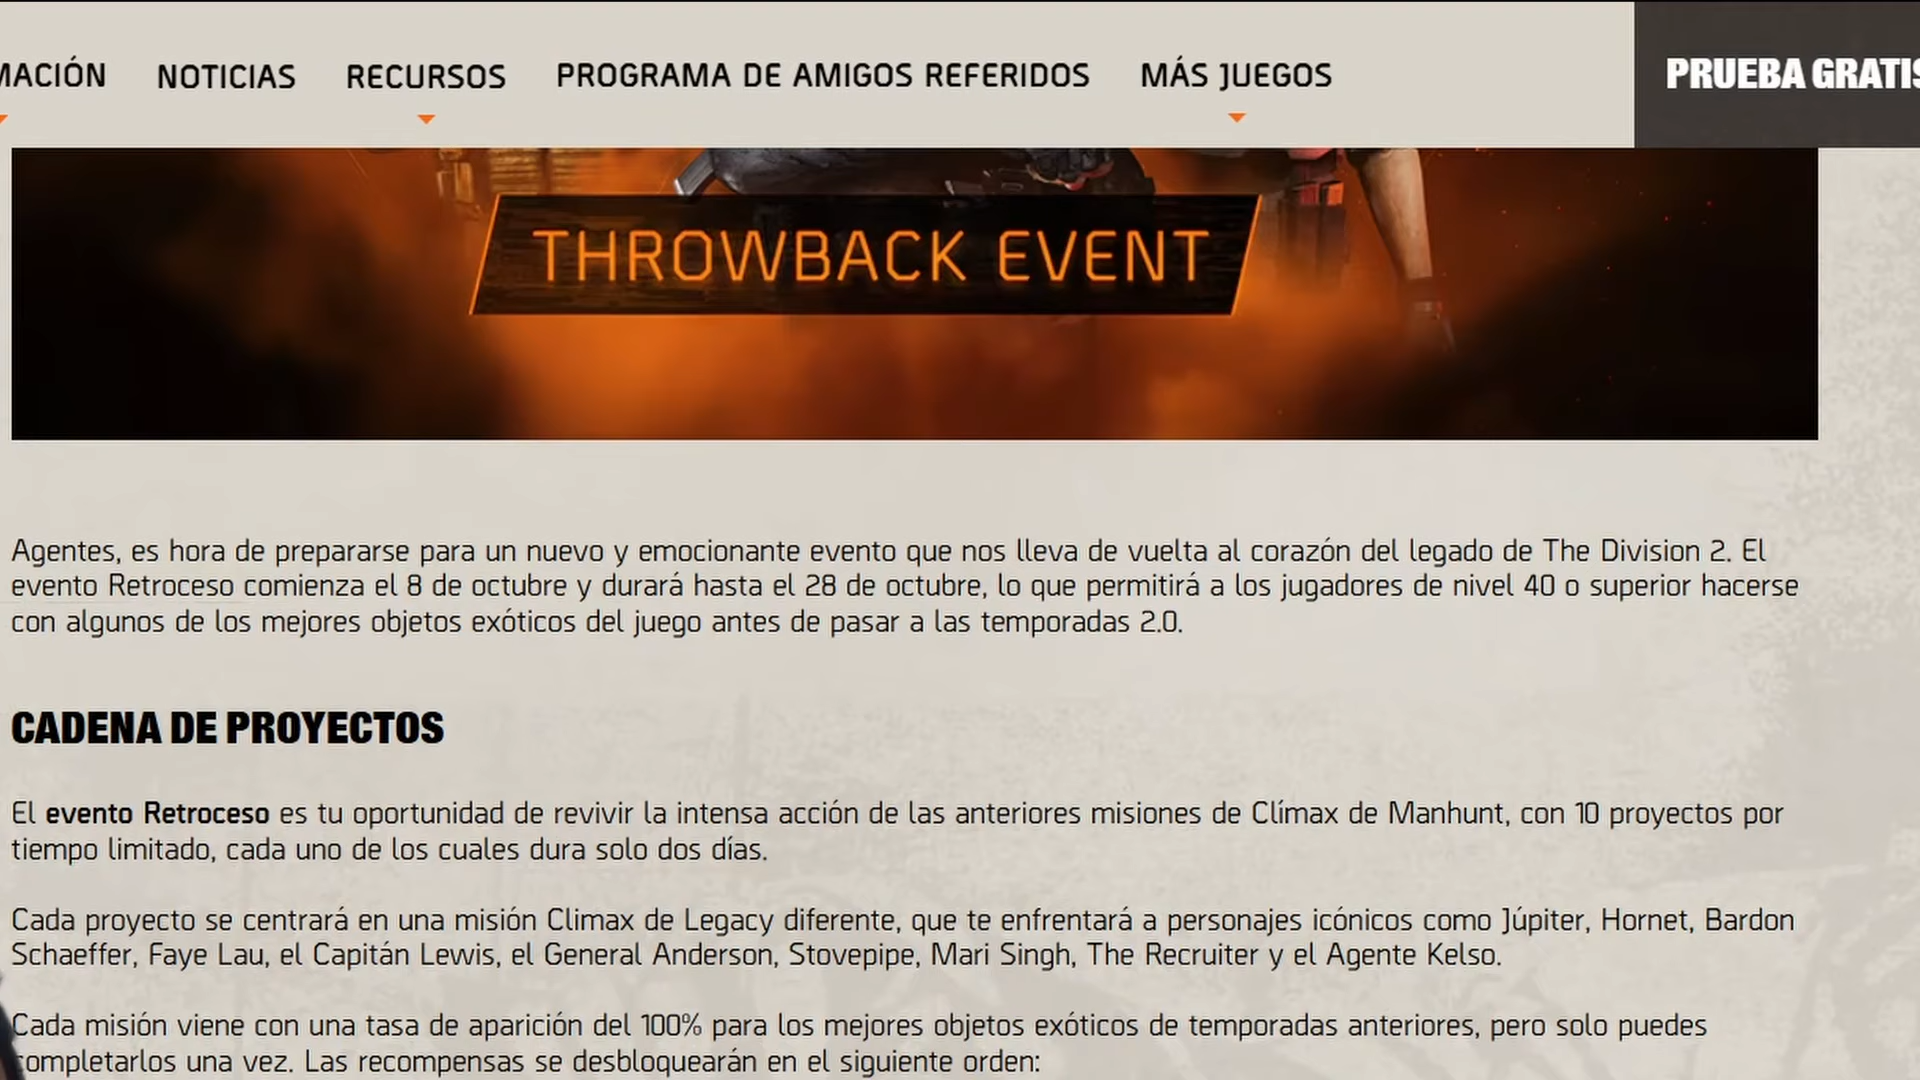 MACIÓN NOTICIAS RECURSOS PROGRAMA DE AMIGOS REFERIDOS MÁS JUEGOS PRUEBA GRATIS
THROWBACK EVENT
Agentes, es hora de prepararse para un nuevo y emocionante evento que nos lleva de vuelta al corazón del legado de The Division 2. El
evento Retroceso comienza el 8 de octubre y durará hasta el 28 de octubre, lo que permitirá a los jugadores de nivel 40 o superior hacerse
con algunos de los mejores objetos exóticos del juego antes de pasar a las temporadas 2.0.
CADENA DE PROYECTOS
El evento Retroceso es tu oportunidad de revivir la intensa acción de las anteriores misiones de Clímax de Manhunt, con 10 proyectos por
tiempo limitado, cada uno de los cuales dura solo dos días.
Cada proyecto se centrará en una misión Climax de Legacy diferente, que te enfrentará a personajes icónicos como Júpiter, Hornet, Bardon
Schaeffer, Faye Lau, el Capitán Lewis, el General Anderson, Stovepipe, Mari Singh, The Recruiter y el Agente Kelso.
Cada misión viene con una tasa de aparición del 100% para los mejores objetos exóticos de temporadas anteriores, pero solo puedes
completarlos una vez. Las recompensas se desbloquearán en el siguiente orden: